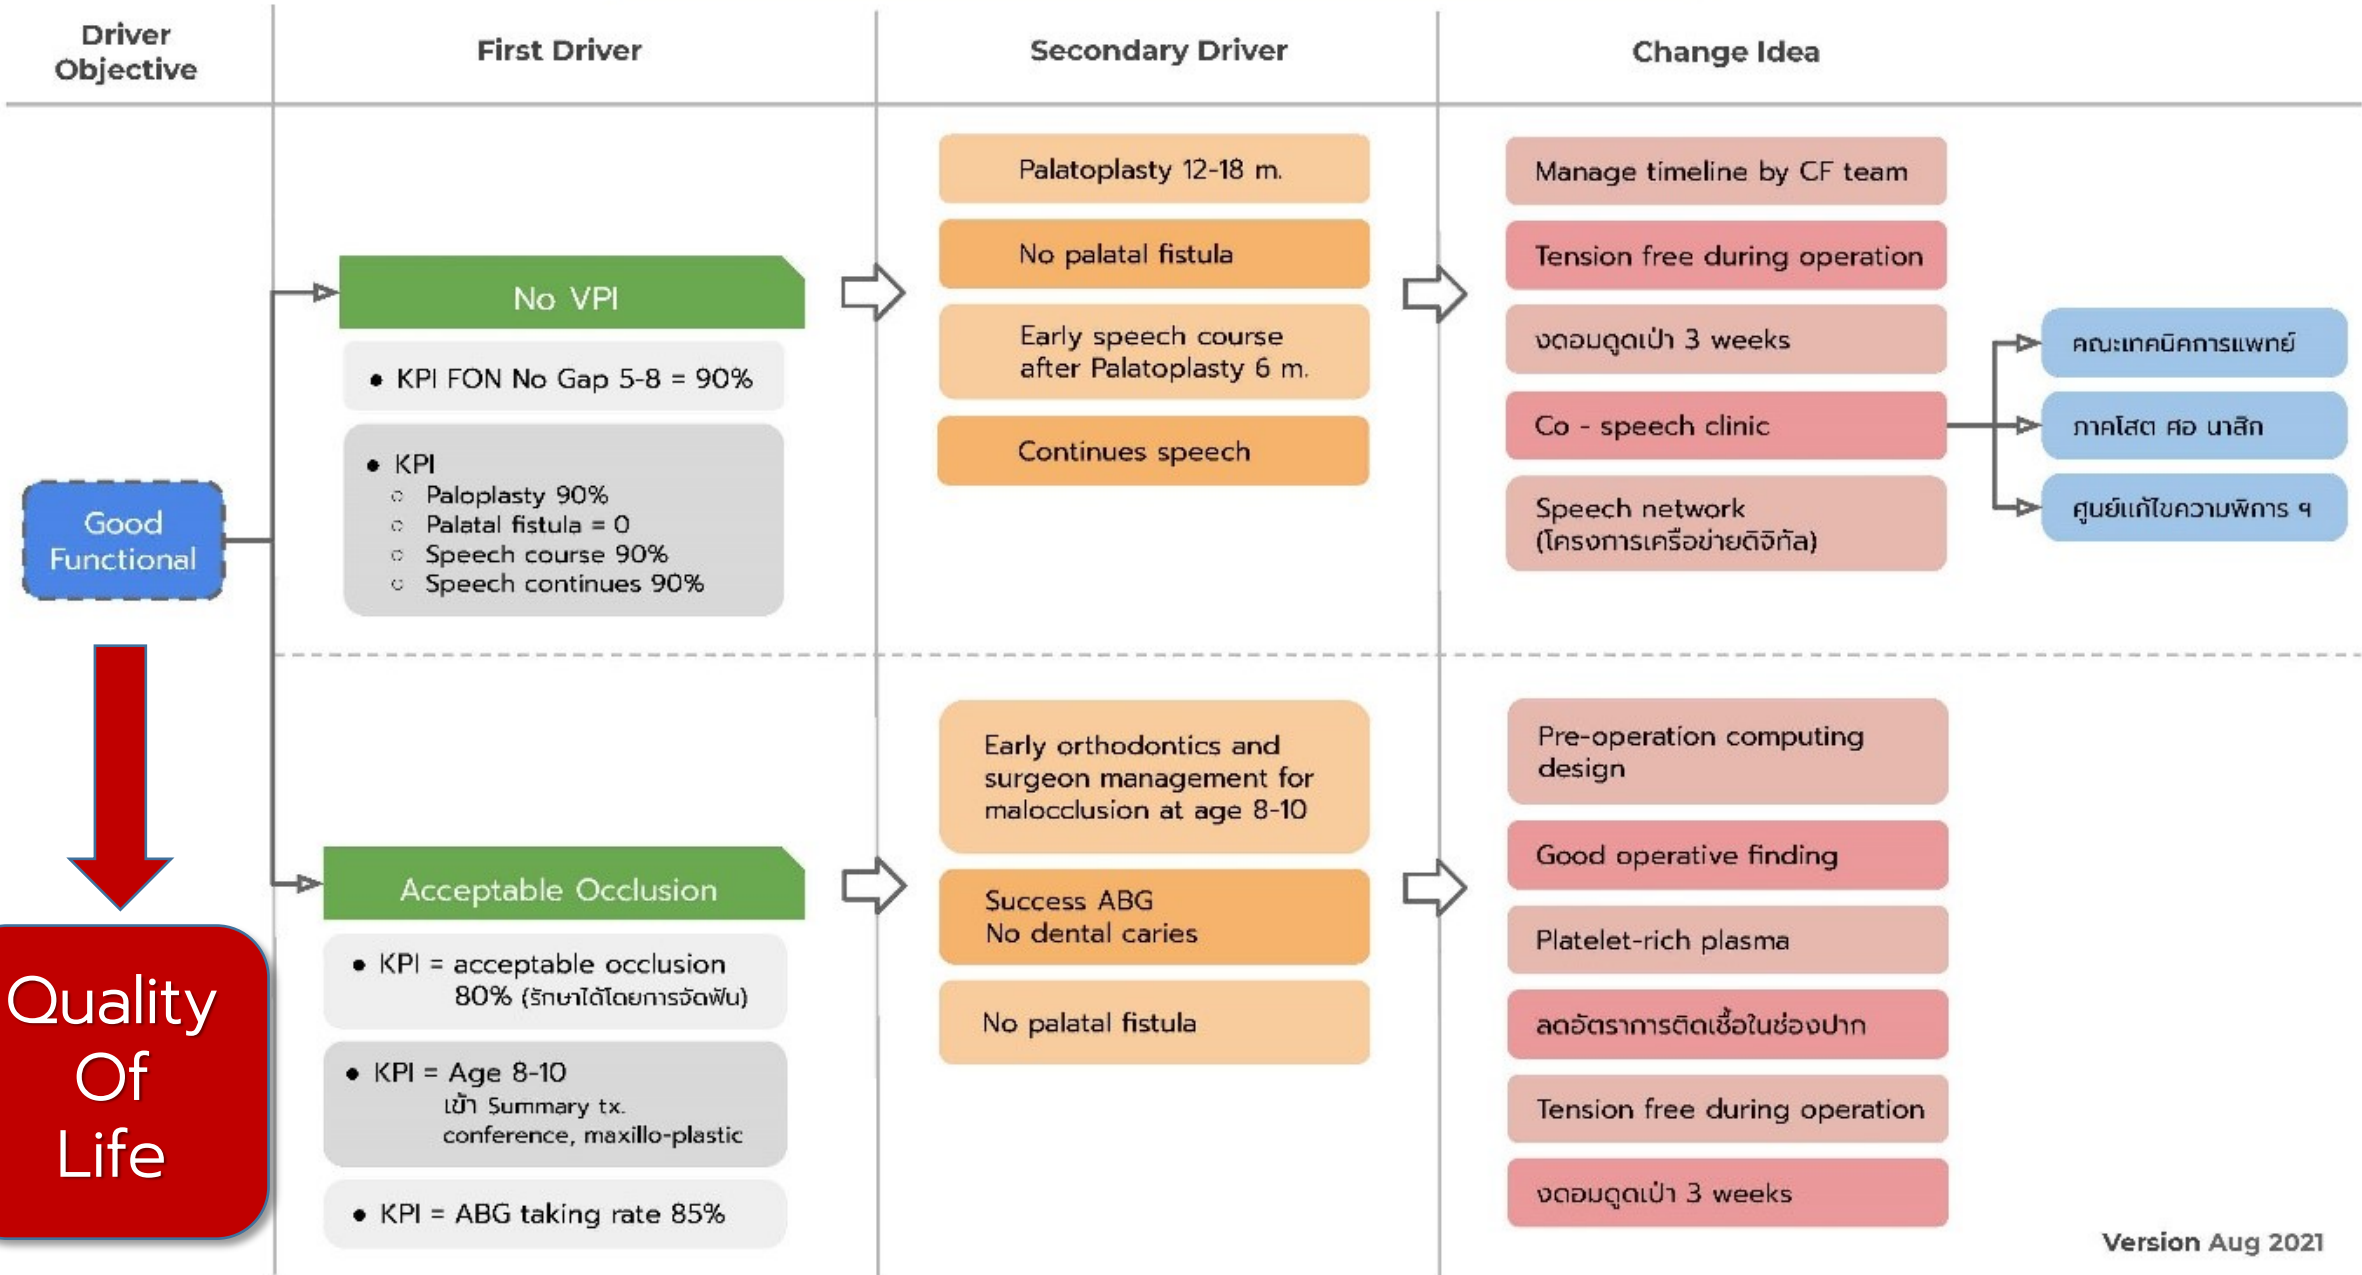 Driver
Objective
First Driver
Secondary Driver
Change Idea
Good
Functional
Quality
Of
Life
No VPI
• KPI FON No Gap 5-8 = 90%
• KPI
○ Paloplasty 90%
○ Palatal fistula = 0
○ Speech course 90%
○ Speech continues 90%
Palatoplasty 12-18 m.
No palatal fistula
Early speech course
after Palatoplasty 6 m.
Continues speech
Manage timeline by CF team
Tension free during operation
งดอมดูดเป่า 3 weeks
Co - speech clinic
Speech network
(โครงการเครือข่ายดิจิทัล)
คณะเทคนิคการแพทย์
ภาคโสต ศอ นาสิก
ศูนย์แก้ไขความพิการ ฯ
Acceptable Occlusion
• KPI = acceptable occlusion
80% (รักษาได้โดยการจัดฟัน)
• KPI = Age 8-10
เข้า Summary tx.
conference, maxillo-plastic
• KPI = ABG taking rate 85%
Early orthodontics and
surgeon management for
malocclusion at age 8-10
Success ABG
No dental caries
No palatal fistula
Pre-operation computing
design
Good operative finding
Platelet-rich plasma
ลดอัตราการติดเชื้อในช่องปาก
Tension free during operation
งดอมดูดเป่า 3 weeks
Version Aug 2021